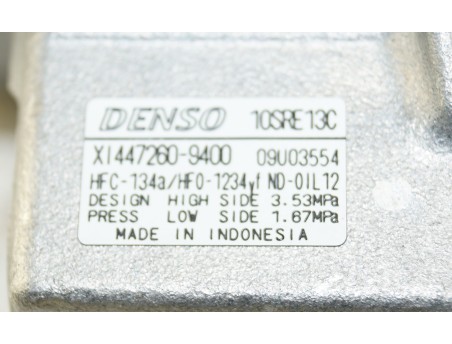 DENSO 10SRE13C
XI447260-9400 09U03554
HFC-134a/HFO-1234yf ND-OIL12
DESIGN HIGH SIDE 3.53MPa
PRESS LOW SIDE 1.67MPa
MADE IN INDONESIA